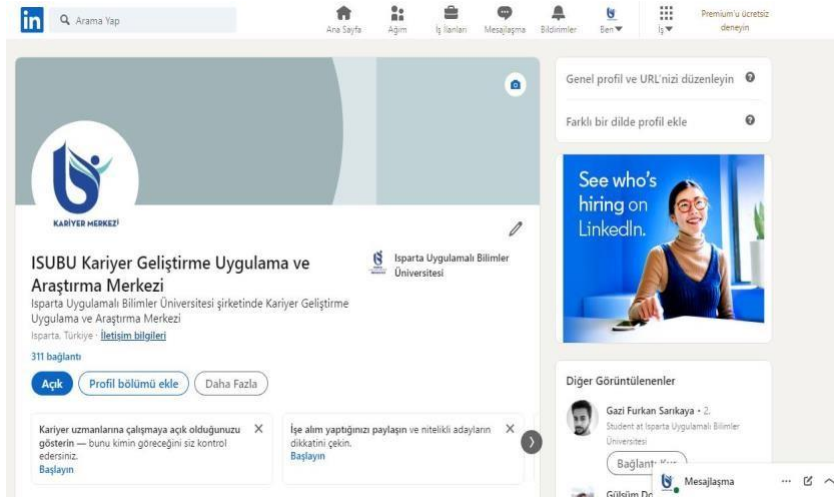 in
Arama Yap
Ana Sayfa
Ağım
İş İlanları
Mesajlaşma
Bildirimler
Ben
İş
Premium'u ücretsiz
deneyin
KARİYER MERKEZİ
ISUBU Kariyer Geliştirme Uygulama ve
Araştırma Merkezi
Isparta Uygulamalı Bilimler Üniversitesi şirketinde Kariyer Geliştirme
Uygulama ve Araştırma Merkezi
Isparta, Türkiye · İletişim bilgileri
311 bağlantı
Isparta Uygulamalı Bilimler
Üniversitesi
Açık
Profil bölümü ekle
Daha Fazla
Kariyer uzmanlarına çalışmaya açık olduğunuzu
gösterin — bunu kimin göreceğini siz kontrol
edersiniz.
Başlayın
İşe alım yaptığınızı paylaşın ve nitelikli adayların
dikkatini çekin.
Başlayın
Genel profil ve URL'nizi düzenleyin
Farklı bir dilde profil ekle
See who's
hiring on
LinkedIn.
Diğer Görüntülenenler
Gazi Furkan Sarıkaya · 2.
Student at Isparta Uygulamalı Bilimler
Üniversitesi
Bağlantı Kur
Gülsüm
Mesajlaşma